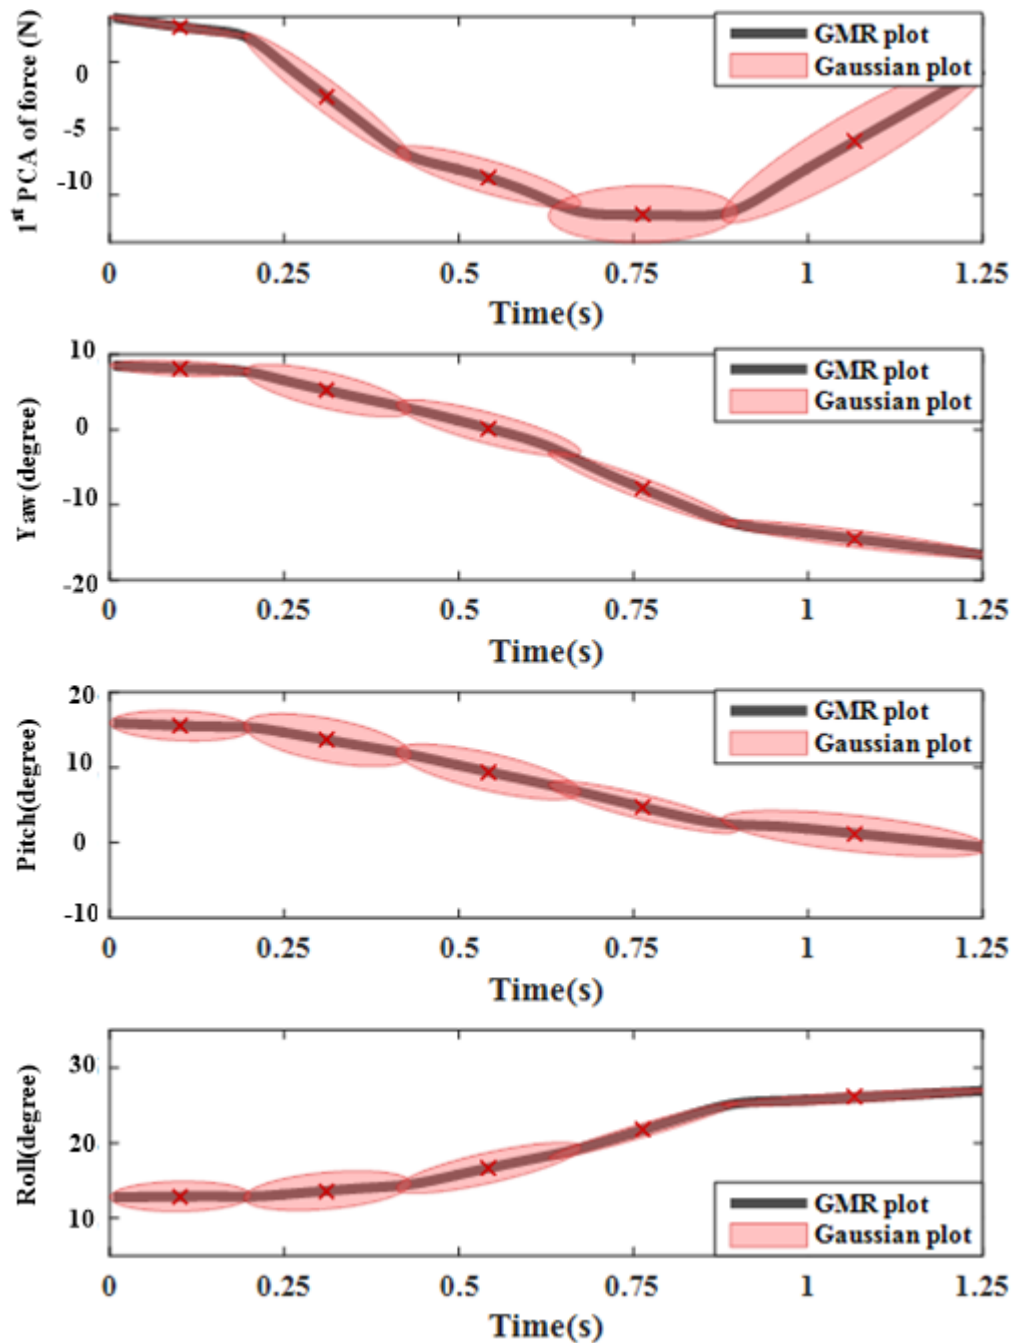 1st PCA of force (N)
0
-5
-10
GMR plot
Gaussian plot
0 0.25 0.5 0.75 1 1.25
Time(s)
Yaw(degree)
10
0
-10
-20
GMR plot
Gaussian plot
0 0.25 0.5 0.75 1 1.25
Time(s)
Pitch(degree)
20
10
0
-10
GMR plot
Gaussian plot
0 0.25 0.5 0.75 1 1.25
Time(s)
Roll(degree)
30
20
10
GMR plot
Gaussian plot
0 0.25 0.5 0.75 1 1.25
Time(s)